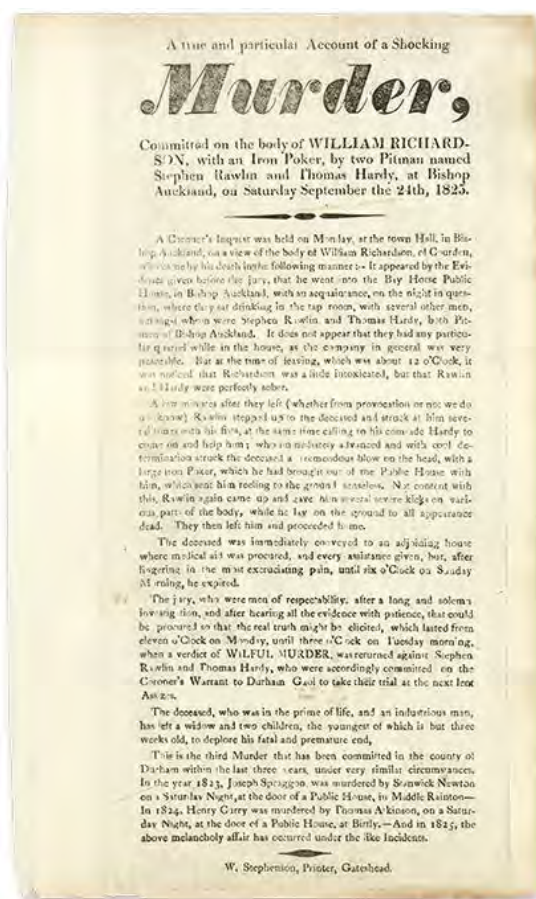 A true and particular Account of a Shocking
Murder,
Committed on the body of WILLIAM RICHARD-
SON, with an Iron Poker, by two Pitman named
Stephen Rawlin and Thomas Hardy, at Bishop
Auckland, on Saturday September the 24th, 1825.
A Coroner's Inquest was held on Monday, at the town Hall, in Bis-
hop Auckland, on a view of the body of William Richardson, of
who came by his death in the following manner :- It appeared by the Evi-
dence given before the jury, that he went into the Bay House Public
House, in Bishop Auckland, with an acquaintance, on the night in ques-
tion, where they sat drinking in the tap room, with several other men,
amongst whom were Stephen Rawlin and Thomas Hardy, both Pit-
men of Bishop Auckland. It does not appear that they had any particu-
lar quarrel while in the house, as the company in general was very
peaceable. But at the time of leaving, which was about 12 o'Clock, it
was noticed that Richardson was a little intoxicated, but that Rawlin
and Hardy were perfectly sober.
A few minutes after they left (whether from provocation or not we do
not know) Rawlin stepped up to the deceased and struck at him seve-
ral times with his fists, at the same time calling to his comrade Hardy to
come on and help him; who immediately advanced and with cool de-
termination struck the deceased a tremendous blow on the head, with a
large iron Poker, which he had brought out of the Public House with
him, which sent him reeling to the ground senseless. Not content with
this, Rawlin again came up and gave him several severe kicks on vari-
ous parts of the body, while he lay on the ground to all appearance
dead. They then left him and proceeded home.
The deceased was immediately conveyed to an adjoining house
where medical aid was procured, and every assistance given, but, after
lingering in the most excruciating pain, until six o'Clock on Sunday
Morning, he expired.
The jury, who were men of respectability, after a long and solemn
investigation, and after hearing all the evidence with patience, that could
be procured so that the real truth might be elicited, which lasted from
eleven o'Clock on Monday, until three o'Clock on Tuesday morning,
when a verdict of WILFUL MURDER, was returned against Stephen
Rawlin and Thomas Hardy, who were accordingly committed on the
Coroner's Warrant to Durham Gaol to take their trial at the next lent
Assizes.
The deceased, who was in the prime of life, and an industrious man,
has left a widow and two children, the youngest of which is but three
weeks old, to deplore his fatal and premature end,
This is the third Murder that has been committed in the county of
Durham within the last three years, under very similar circumstances.
In the year 1823, Joseph Spraggon, was murdered by Stanwick Newton
on a Saturday Night, at the door of a Public House, in Middle Rainton—
In 1824, Henry Garry was murdered by Thomas Atkinson, on a Satur-
day Night, at the door of a Public House, at Birtly.—And in 1825, the
above melancholy affair has occurred under the like Incidents.
W. Stephenson, Printer, Gateshead.